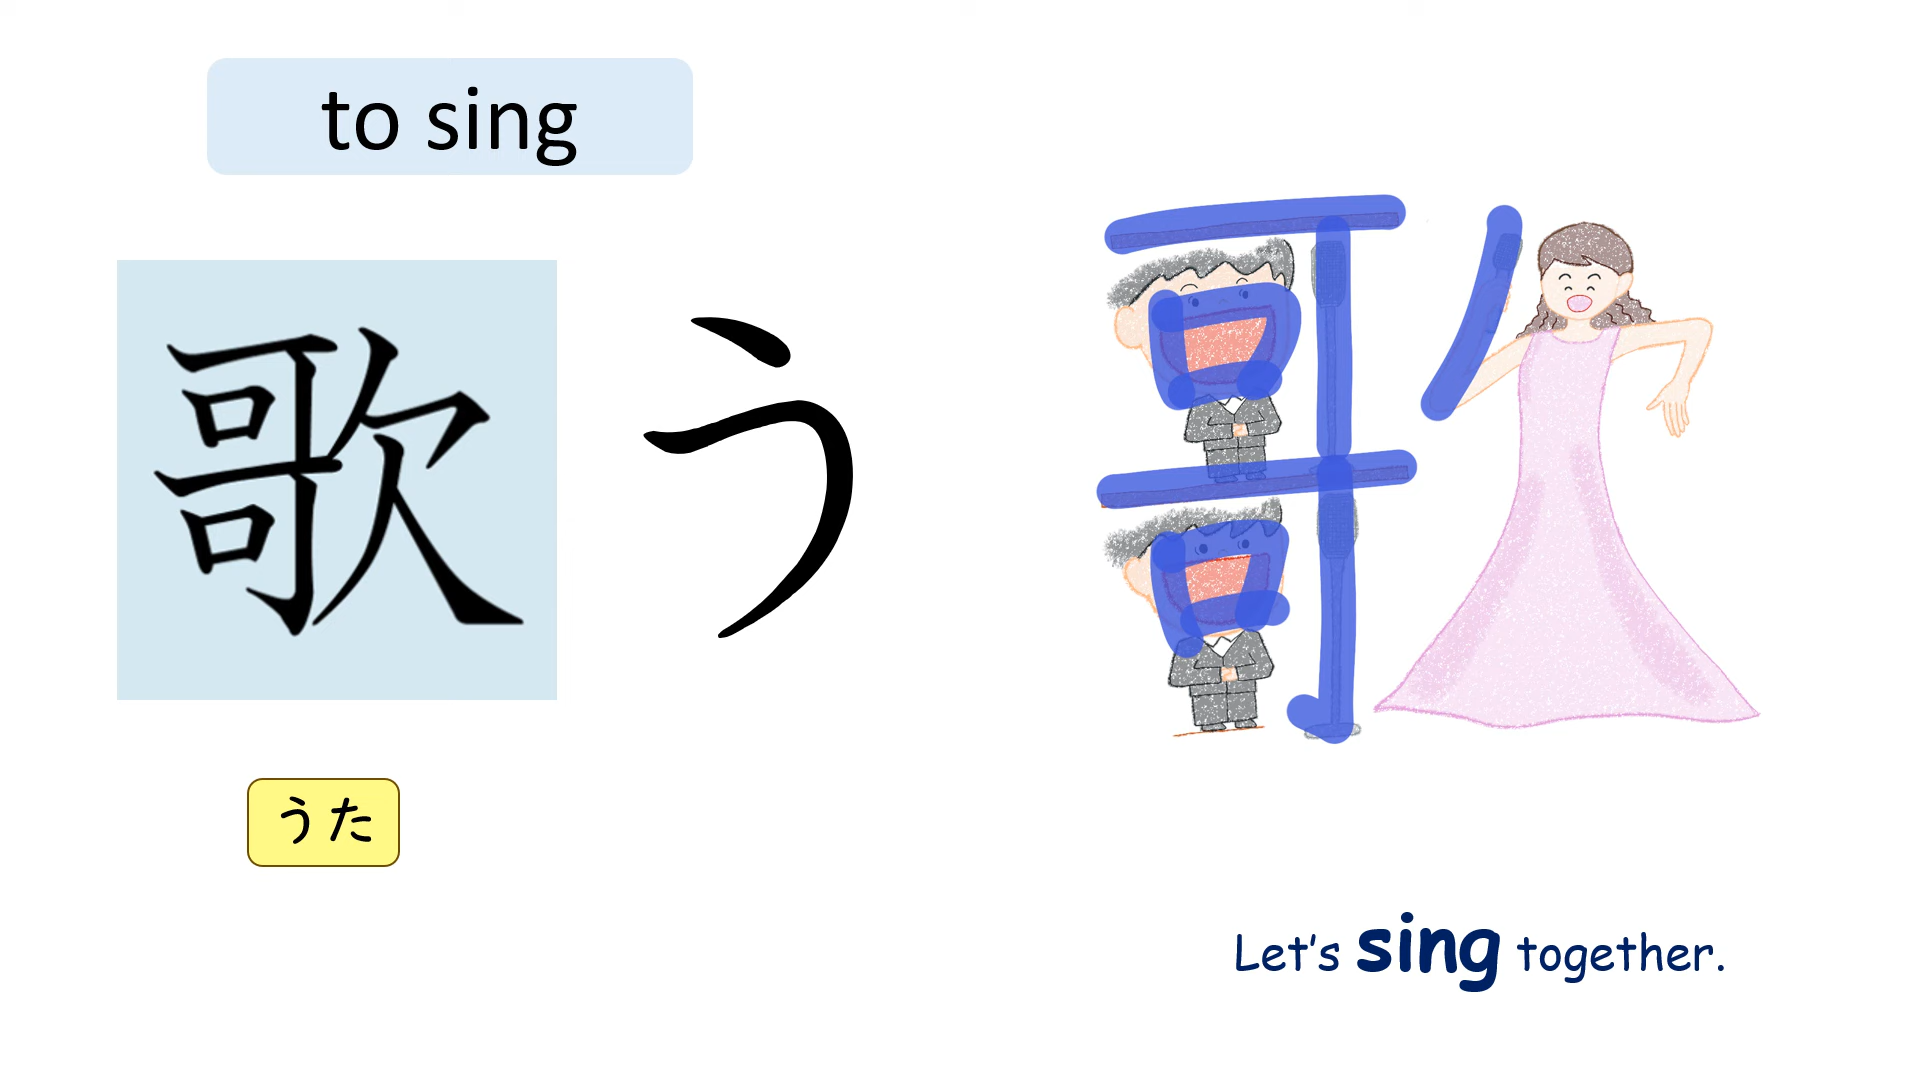 to sing
歌う
うた
Let's sing together.